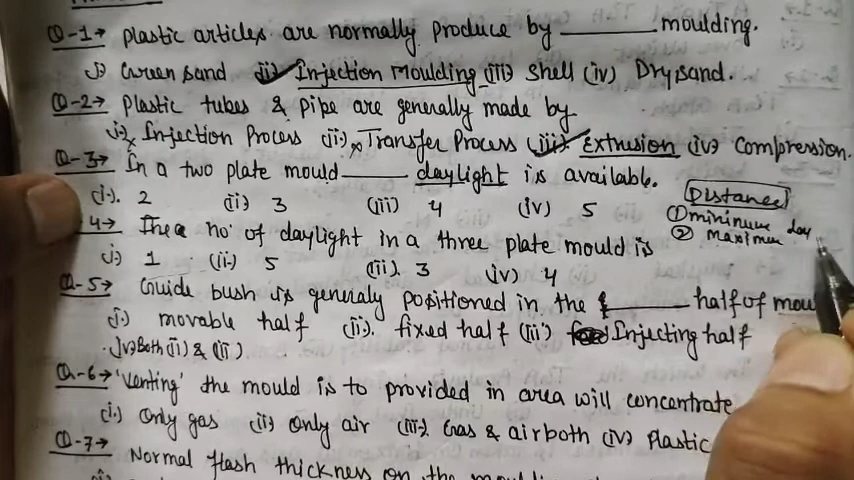 Q-1→ plastic articles are normally produce by ______ moulding.
(i) Green sand (ii) Injection Moulding (iii) Shell (iv) Dry sand.
Q-2→ Plastic tubes & pipe are generally made by
(i) Injection Process (ii) Transfer Process (iii) Extrusion (iv) Compression.
Q-3→ In a two plate mould ______ daylight is available.
(i). 2 (ii) 3 (iii) 4 (iv) 5
Distance
① minimum day
② maximum
4→ The no. of daylight in a three plate mould is
(i) 1 (ii) 5 (iii). 3 (iv) 4
Q-5→ Guide bush is generaly positioned in the ______ half of mou
(i). movable half (ii). fixed half (iii) Injecting half
(iv) Both (i) & (ii)
Q-6→ 'Venting' the mould is to provided in area will concentrate
(i.) Only gas (ii) Only air (iii). Gas & air both (iv) Plastic
Q-7→ Normal flash thickness on the